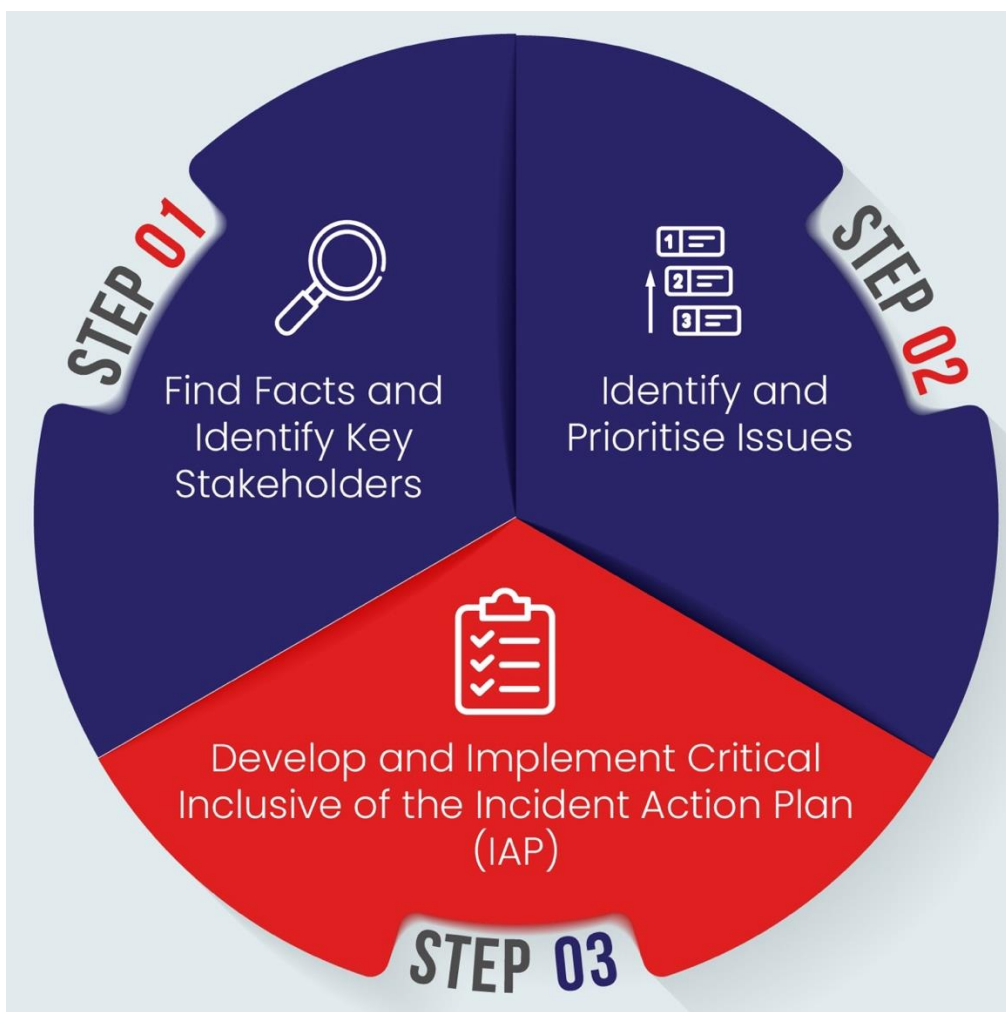 STEP 01
Find Facts and
Identify Key
Stakeholders
STEP 02
1
2
3
Identify and
Prioritise Issues
Develop and Implement Critical
Inclusive of the Incident Action Plan
(IAP)
STEP 03